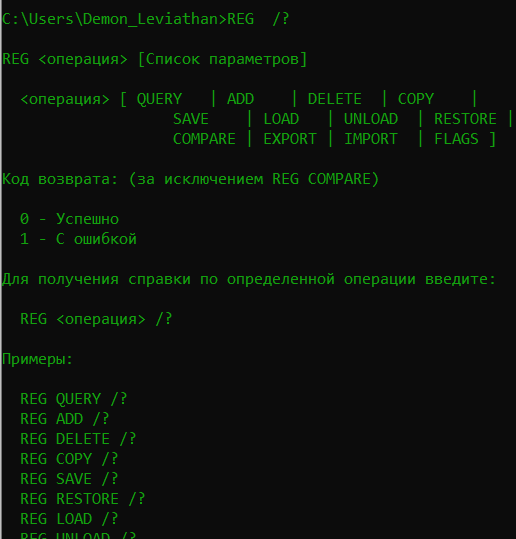 C:\Users\Demon_Leviathan>REG  /?
REG <операция> [Список параметров]
<операция> [ QUERY   | ADD    | DELETE  | COPY    |
SAVE    | LOAD   | UNLOAD  | RESTORE |
COMPARE | EXPORT | IMPORT  | FLAGS ]
Код возврата: (за исключением REG COMPARE)
0 - Успешно
1 - С ошибкой
Для получения справки по определенной операции введите:
REG <операция> /?
Примеры:
REG QUERY /?
REG ADD /?
REG DELETE /?
REG COPY /?
REG SAVE /?
REG RESTORE /?
REG LOAD /?
REG UNLOAD /?